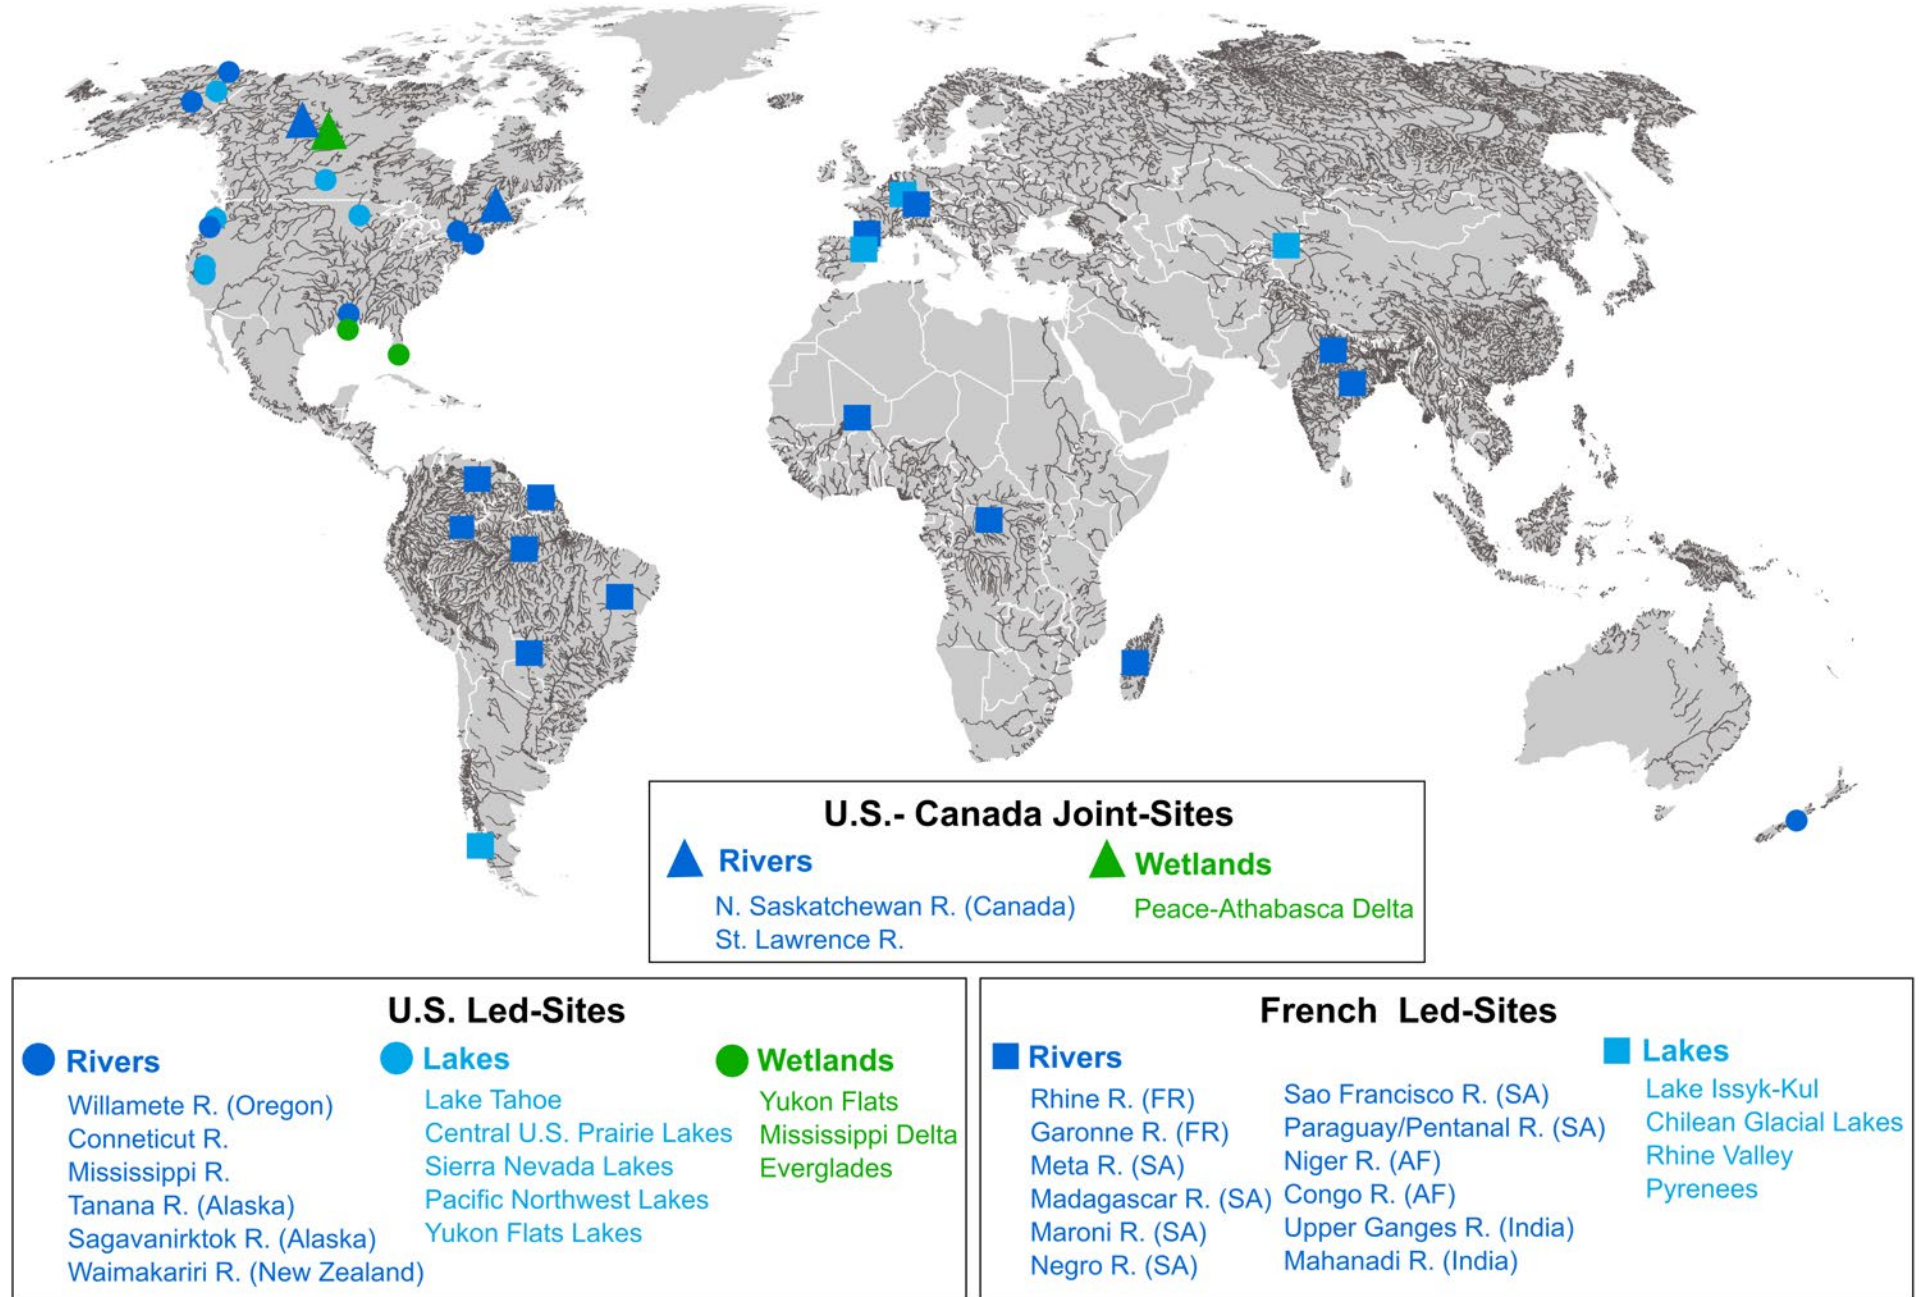 U.S.- Canada Joint-Sites
Rivers
N. Saskatchewan R. (Canada)
St. Lawrence R.
Wetlands
Peace-Athabasca Delta
U.S. Led-Sites
Rivers
Willamete R. (Oregon)
Conneticut R.
Mississippi R.
Tanana R. (Alaska)
Sagavanirktok R. (Alaska)
Waimakariri R. (New Zealand)
Lakes
Lake Tahoe
Central U.S. Prairie Lakes
Sierra Nevada Lakes
Pacific Northwest Lakes
Yukon Flats Lakes
Wetlands
Yukon Flats
Mississippi Delta
Everglades
French Led-Sites
Rivers
Rhine R. (FR)
Garonne R. (FR)
Meta R. (SA)
Madagascar R. (SA)
Maroni R. (SA)
Negro R. (SA)
Sao Francisco R. (SA)
Paraguay/Pentanal R. (SA)
Niger R. (AF)
Congo R. (AF)
Upper Ganges R. (India)
Mahanadi R. (India)
Lakes
Lake Issyk-Kul
Chilean Glacial Lakes
Rhine Valley
Pyrenees